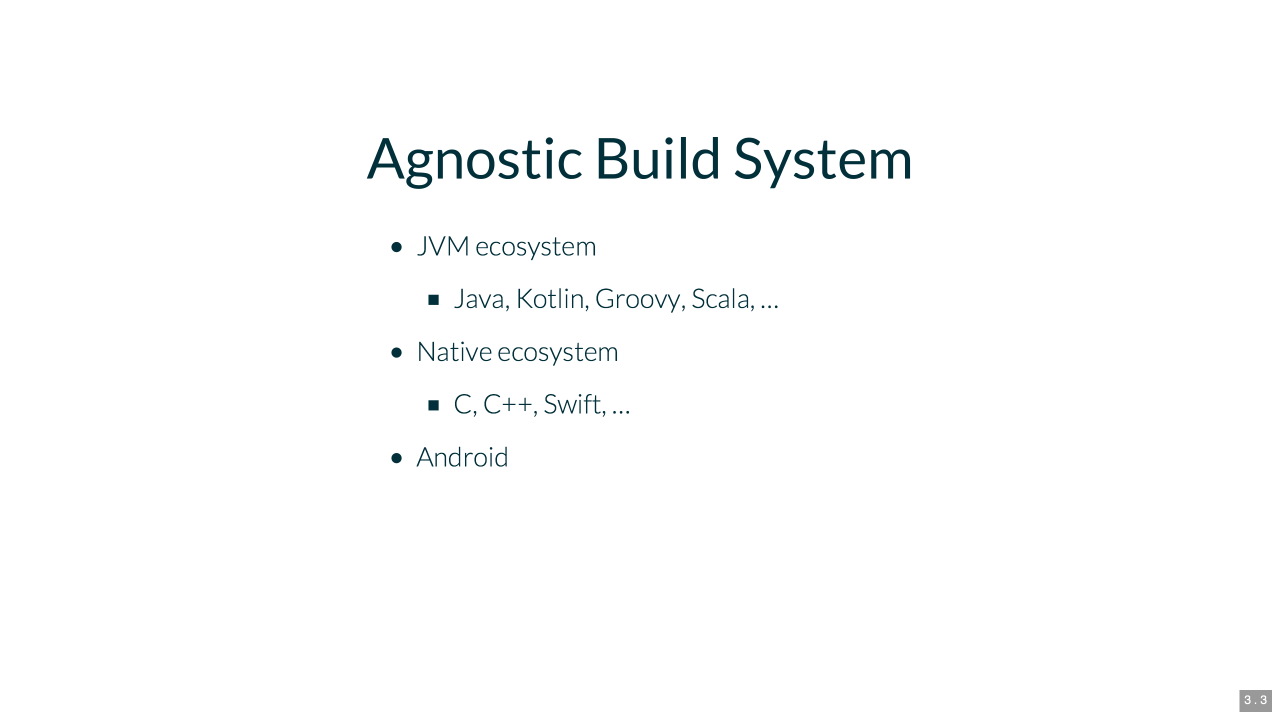 Agnostic Build System
• JVM ecosystem
▪ Java, Kotlin, Groovy, Scala, …
• Native ecosystem
▪ C, C++, Swift, …
• Android
3.3